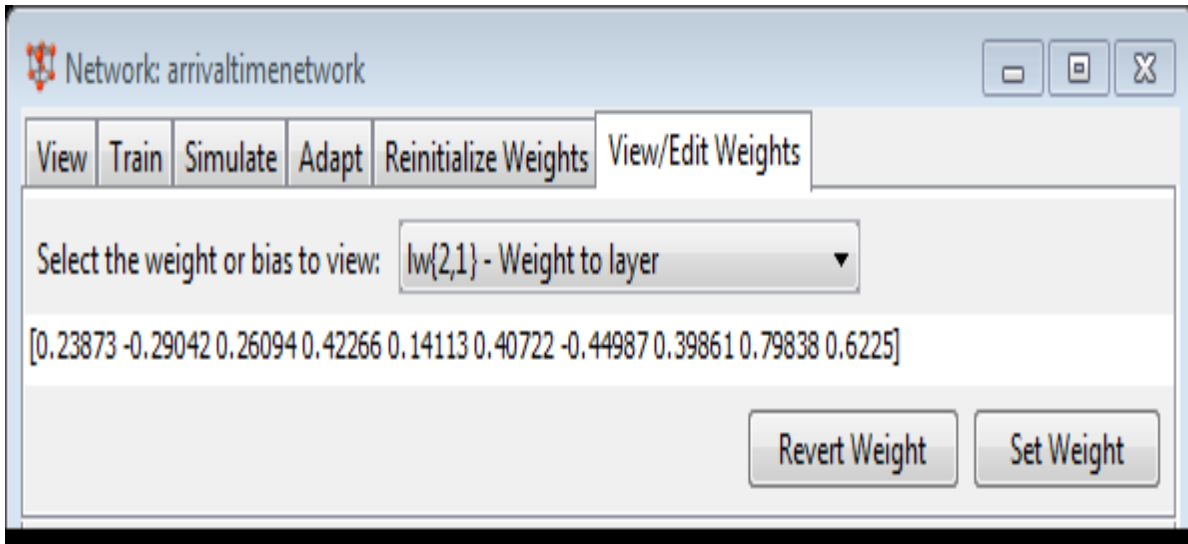 Network: arrivaltimenetwork
View Train Simulate Adapt Reinitialize Weights View/Edit Weights
Select the weight or bias to view: lw{2,1} - Weight to layer
[0.23873 -0.29042 0.26094 0.42266 0.14113 0.40722 -0.44987 0.39861 0.79838 0.6225]
Revert Weight Set Weight